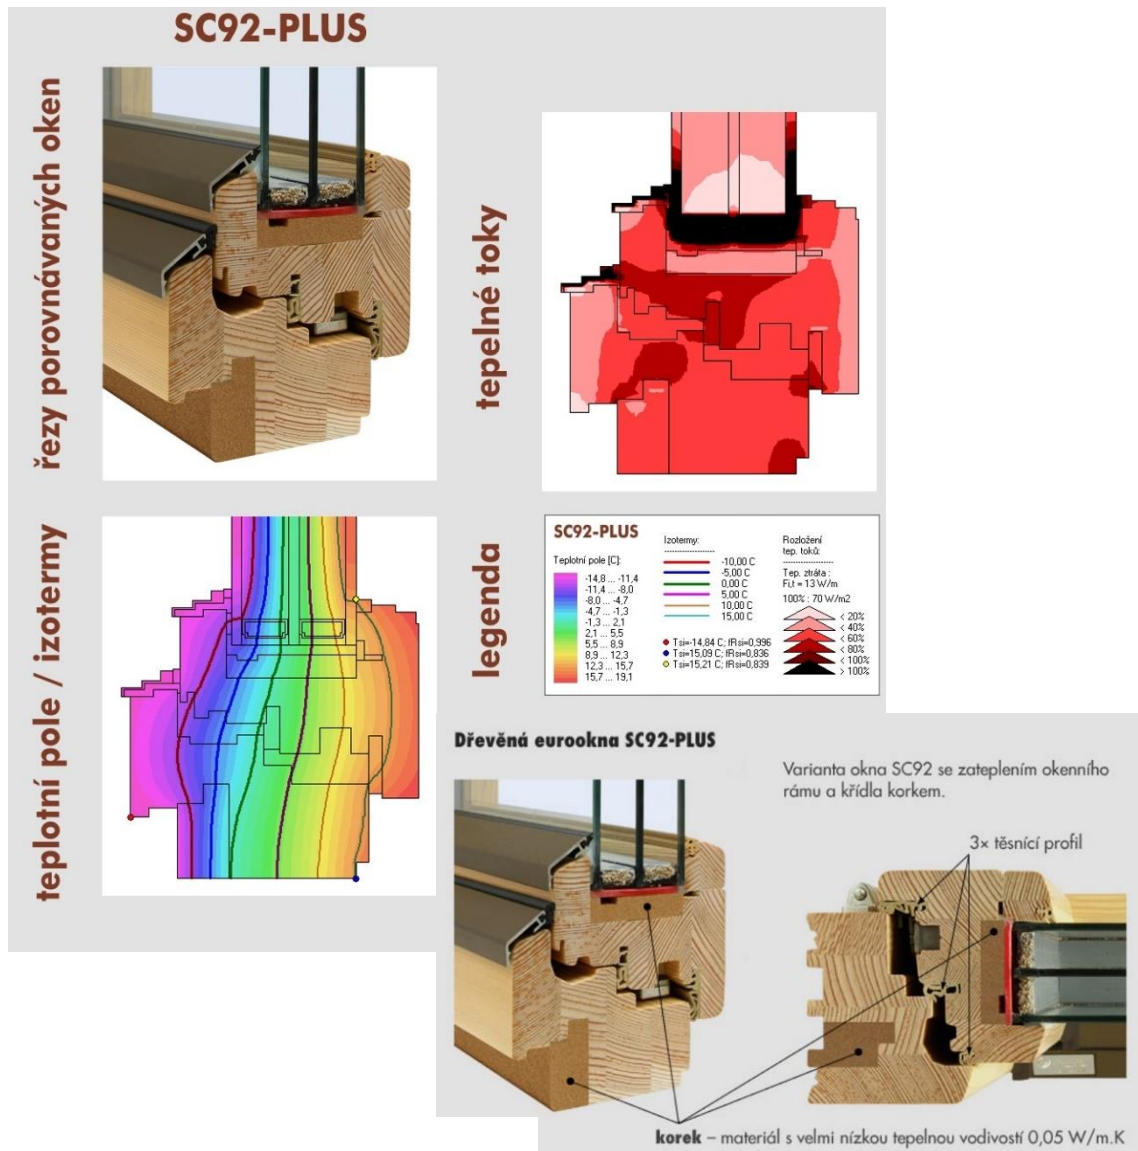 SC92-PLUS
řezy porovnávaných oken
tepelné toky
teplotní pole / izotermy
legenda
SC92-PLUS
Teplotní pole [C]:
-14,8 ... -11,4
-11,4 ... -8,0
-8,0 ... -4,7
-4,7 ... -1,3
-1,3 ... 2,1
2,1 ... 5,5
5,5 ... 8,9
8,9 ... 12,3
12,3 ... 15,7
15,7 ... 19,1
Izotermy:
-10,00 C
-5,00 C
0,00 C
5,00 C
10,00 C
15,00 C
Tsi=-14,84 C; fRsi=0,996
Tsi=15,09 C; fRsi=0,836
Tsi=15,21 C; fRsi=0,839
Rozložení
tep. toků:
Tep. ztráta :
Fi,t = 13 W/m
100% : 70 W/m2
< 20%
< 40%
< 60%
< 80%
< 100%
> 100%
Dřevěná eurookna SC92-PLUS
Varianta okna SC92 se zateplením okenního
rámu a křídla korkem.
3× těsnící profil
korek – materiál s velmi nízkou tepelnou vodivostí 0,05 W/m.K